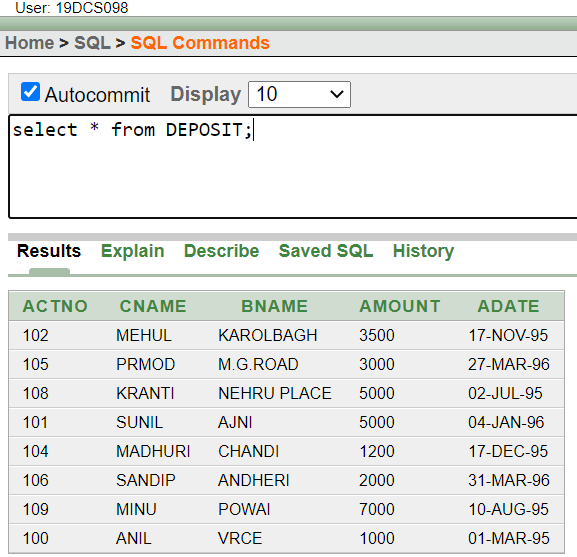 User: 19DCS098
Home > SQL > SQL Commands
Autocommit Display 10
select * from DEPOSIT;
Results Explain Describe Saved SQL History
ACTNO CNAME BNAME AMOUNT ADATE
102 MEHUL KAROLBAGH 3500 17-NOV-95
105 PRMOD M.G.ROAD 3000 27-MAR-96
108 KRANTI NEHRU PLACE 5000 02-JUL-95
101 SUNIL AJNI 5000 04-JAN-96
104 MADHURI CHANDI 1200 17-DEC-95
106 SANDIP ANDHERI 2000 31-MAR-96
109 MINU POWAI 7000 10-AUG-95
100 ANIL VRCE 1000 01-MAR-95